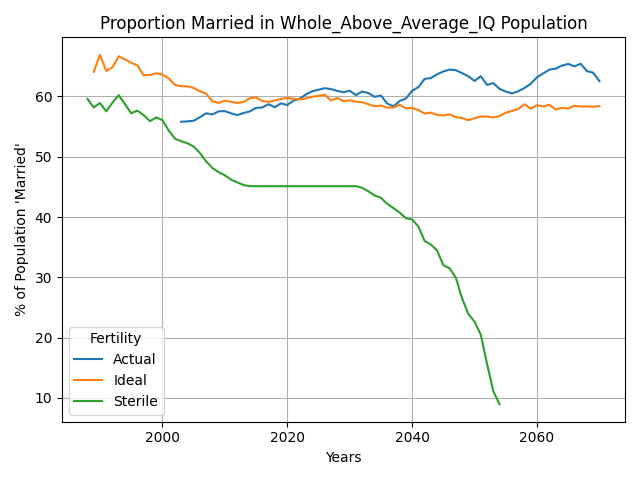 Proportion Married in Whole_Above_Average_IQ Population
% of Population 'Married'
60
50
40
30
20
10
Fertility
Actual
Ideal
Sterile
2000 2020 2040 2060
Years